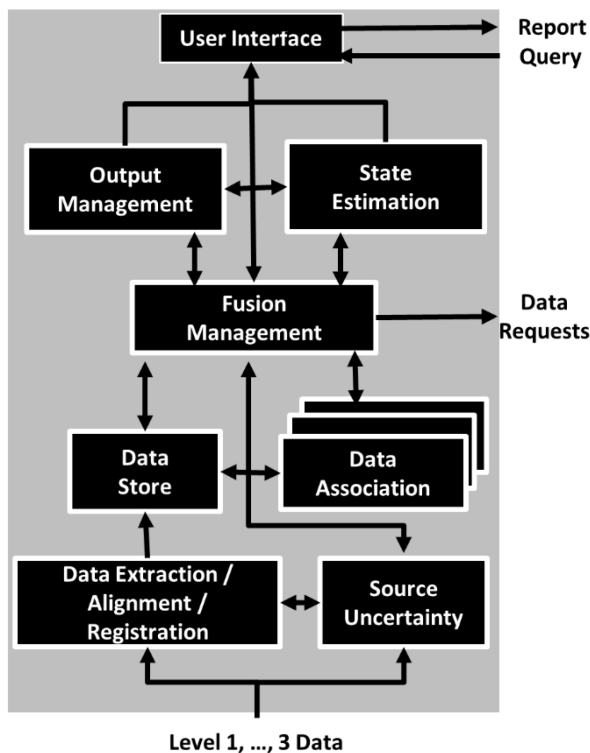 User Interface
Report
Query
Output
Management
State
Estimation
Fusion
Management
Data
Requests
Data
Store
Data
Association
Data Extraction /
Alignment /
Registration
Source
Uncertainty
Level 1, ..., 3 Data